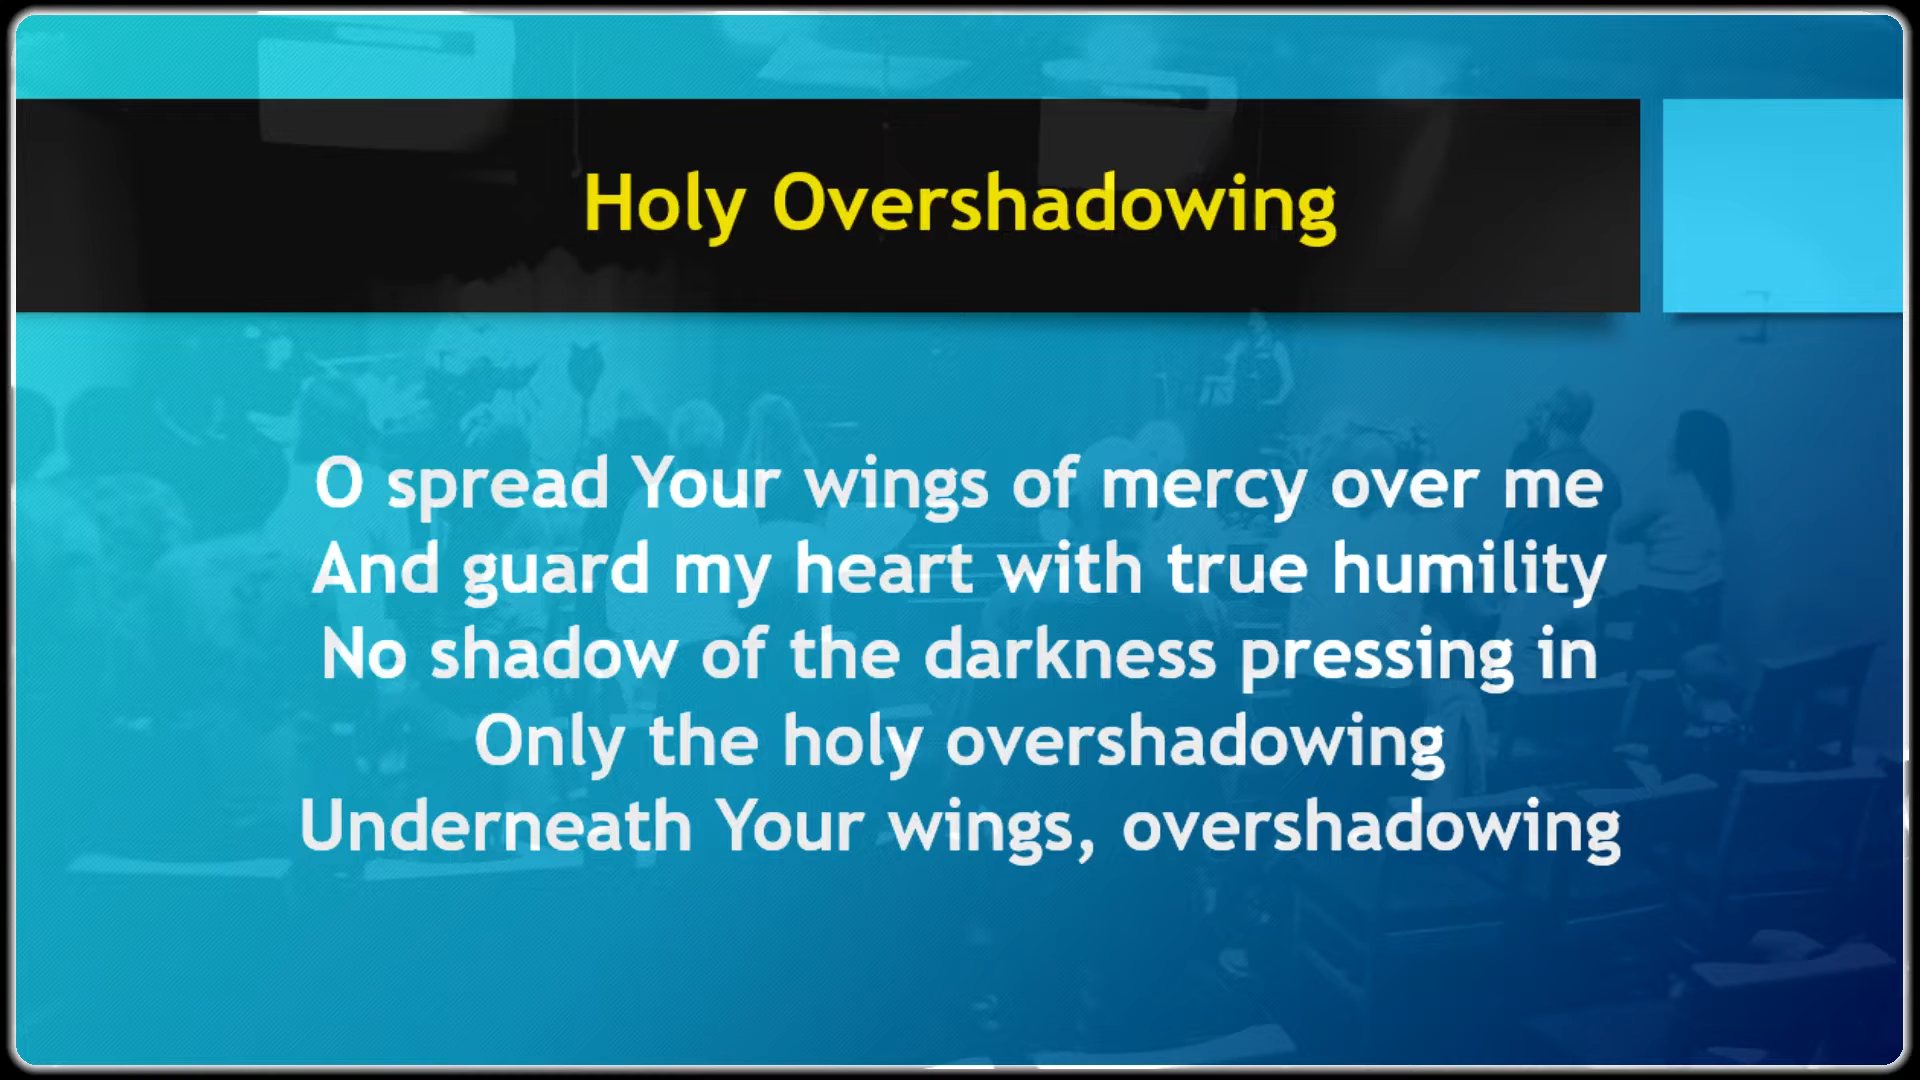 Holy Overshadowing
O spread Your wings of mercy over me
And guard my heart with true humility
No shadow of the darkness pressing in
Only the holy overshadowing
Underneath Your wings, overshadowing